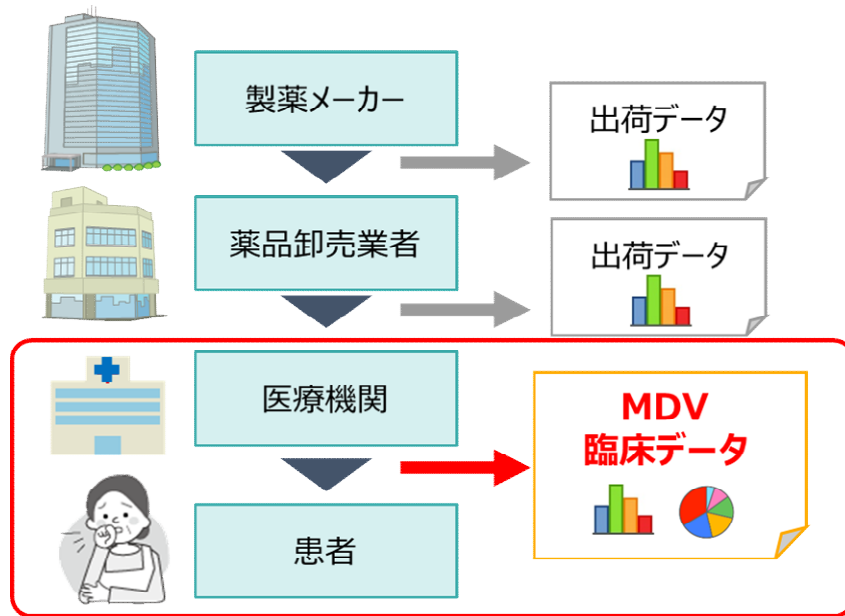 製薬メーカー
出荷データ
薬品卸売業者
出荷データ
医療機関
MDV
臨床データ
患者